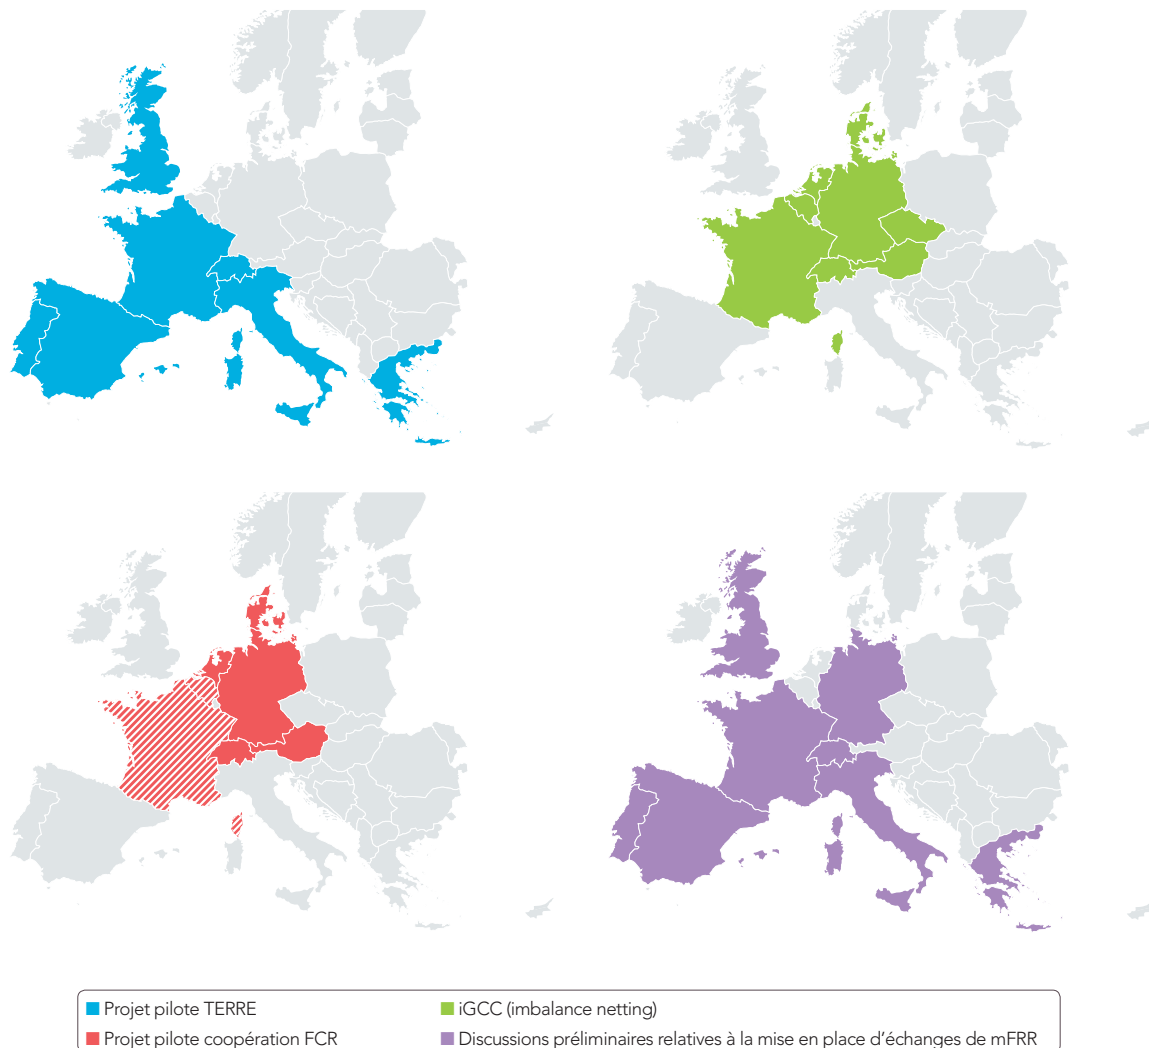 Projet pilote TERRE
iGCC (imbalance netting)
Projet pilote coopération FCR
Discussions préliminaires relatives à la mise en place d'échanges de mFRR